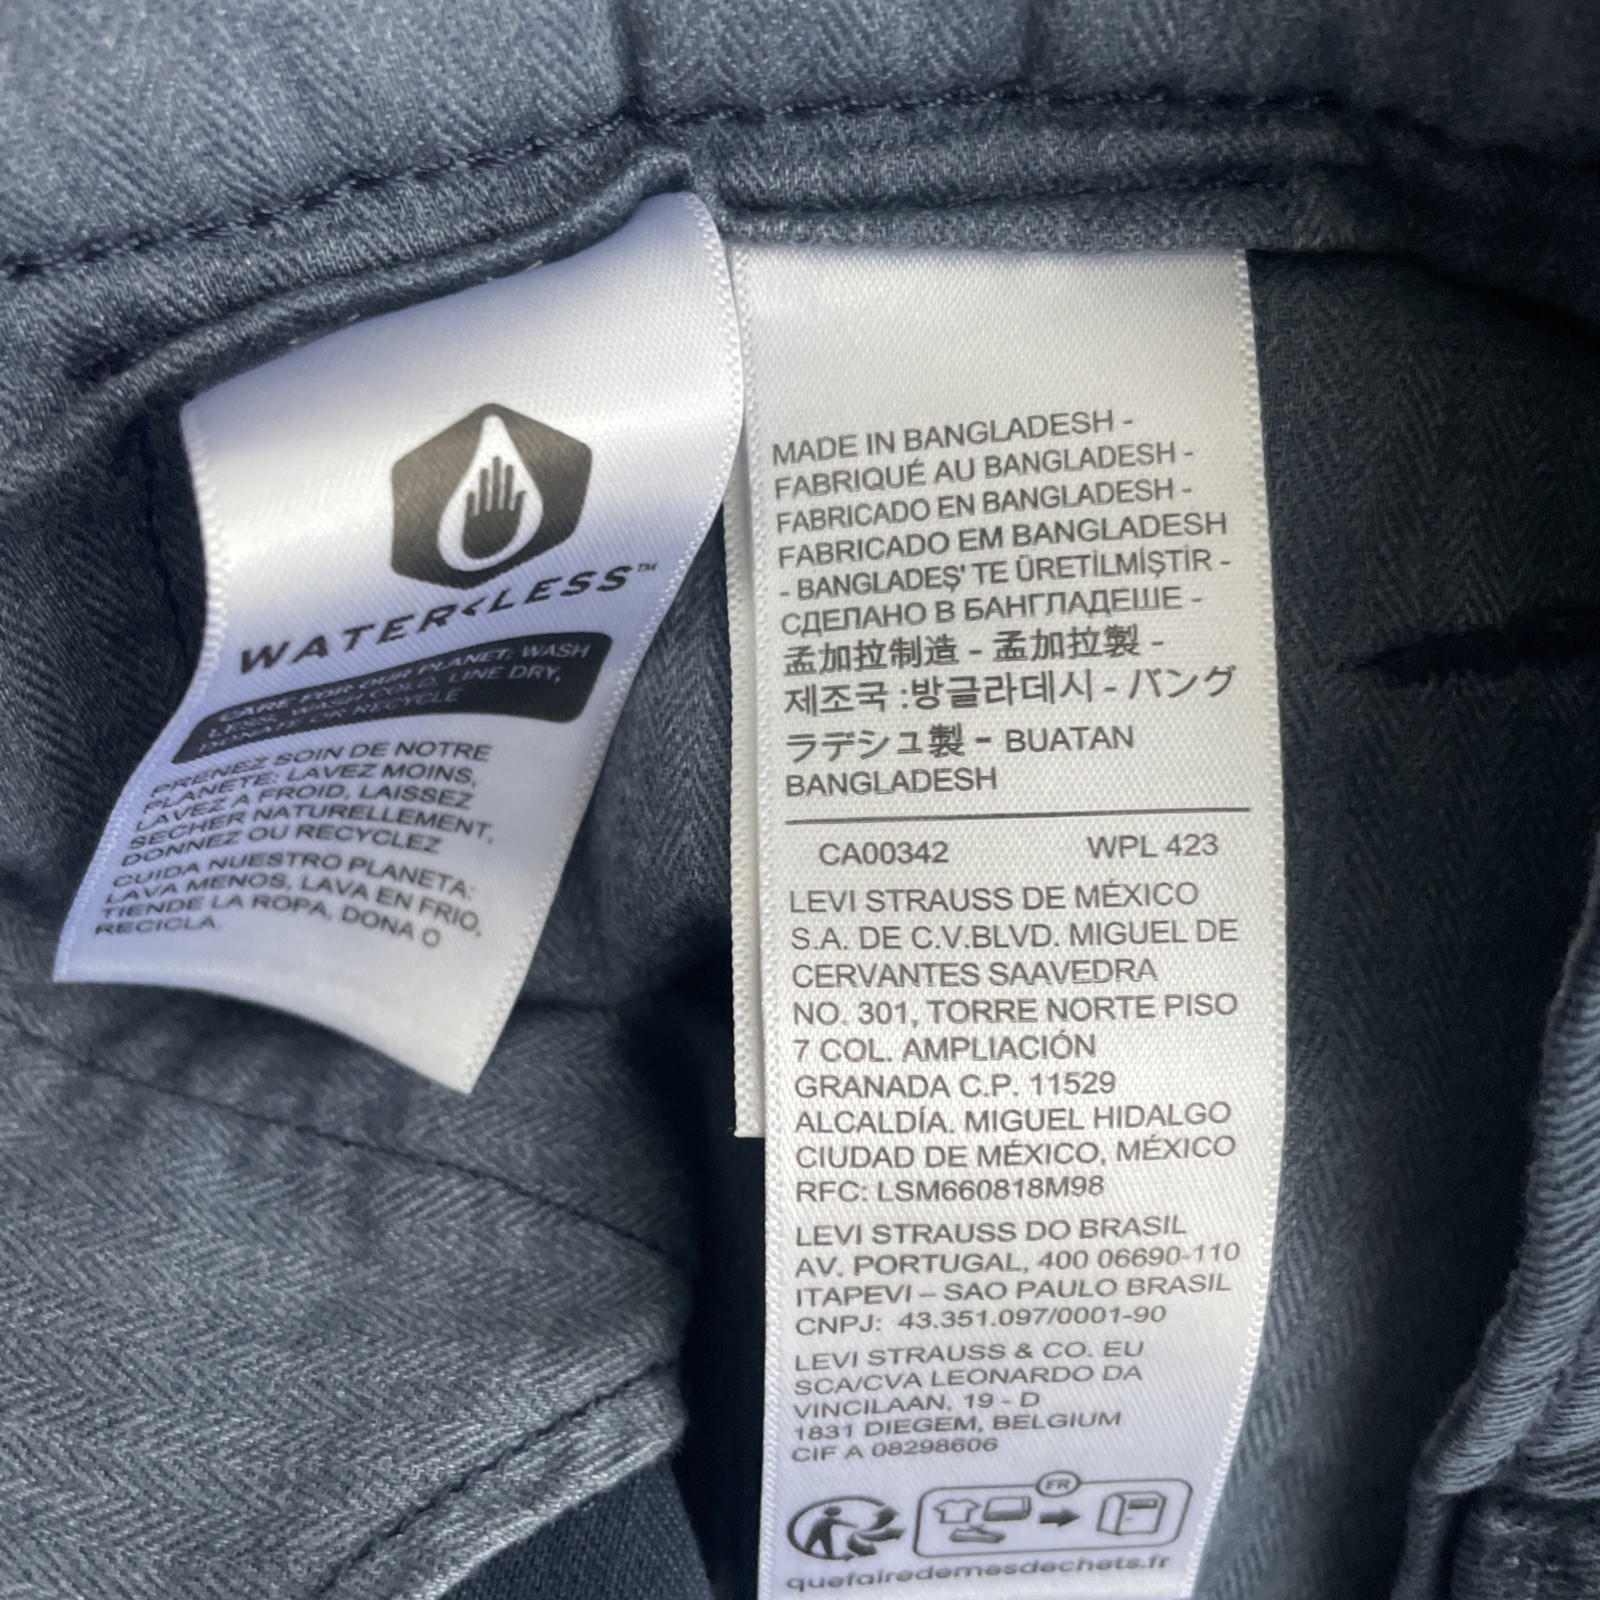 WATER<LESS™
CARE FOR OUR PLANET: WASH
LESS, WASH COLD, LINE DRY,
DONATE OR RECYCLE
PRENEZ SOIN DE NOTRE
PLANÈTE: LAVEZ MOINS,
LAVEZ A FROID, LAISSEZ
SECHER NATURELLEMENT,
DONNEZ OU RECYCLEZ
CUIDA NUESTRO PLANETA:
LAVA MENOS, LAVA EN FRIO,
TIENDE LA ROPA, DONA O
RECICLA.
MADE IN BANGLADESH -
FABRIQUÉ AU BANGLADESH -
FABRICADO EN BANGLADESH -
FABRICADO EM BANGLADESH
- BANGLADEŞ' TE ÜRETİLMİŞTİR -
СДЕЛАНО В БАНГЛАДЕШЕ -
孟加拉制造 - 孟加拉製 -
제조국 :방글라데시 - バング
ラデシュ製 - BUATAN
BANGLADESH
CA00342 WPL 423
LEVI STRAUSS DE MÉXICO
S.A. DE C.V.BLVD. MIGUEL DE
CERVANTES SAAVEDRA
NO. 301, TORRE NORTE PISO
7 COL. AMPLIACIÓN
GRANADA C.P. 11529
ALCALDÍA. MIGUEL HIDALGO
CIUDAD DE MÉXICO, MÉXICO
RFC: LSM660818M98
LEVI STRAUSS DO BRASIL
AV. PORTUGAL, 400 06690-110
ITAPEVI – SAO PAULO BRASIL
CNPJ: 43.351.097/0001-90
LEVI STRAUSS & CO. EU
SCA/CVA LEONARDO DA
VINCILAAN, 19 - D
1831 DIEGEM, BELGIUM
CIF A 08298606
FR
quefairedemesdechets.fr